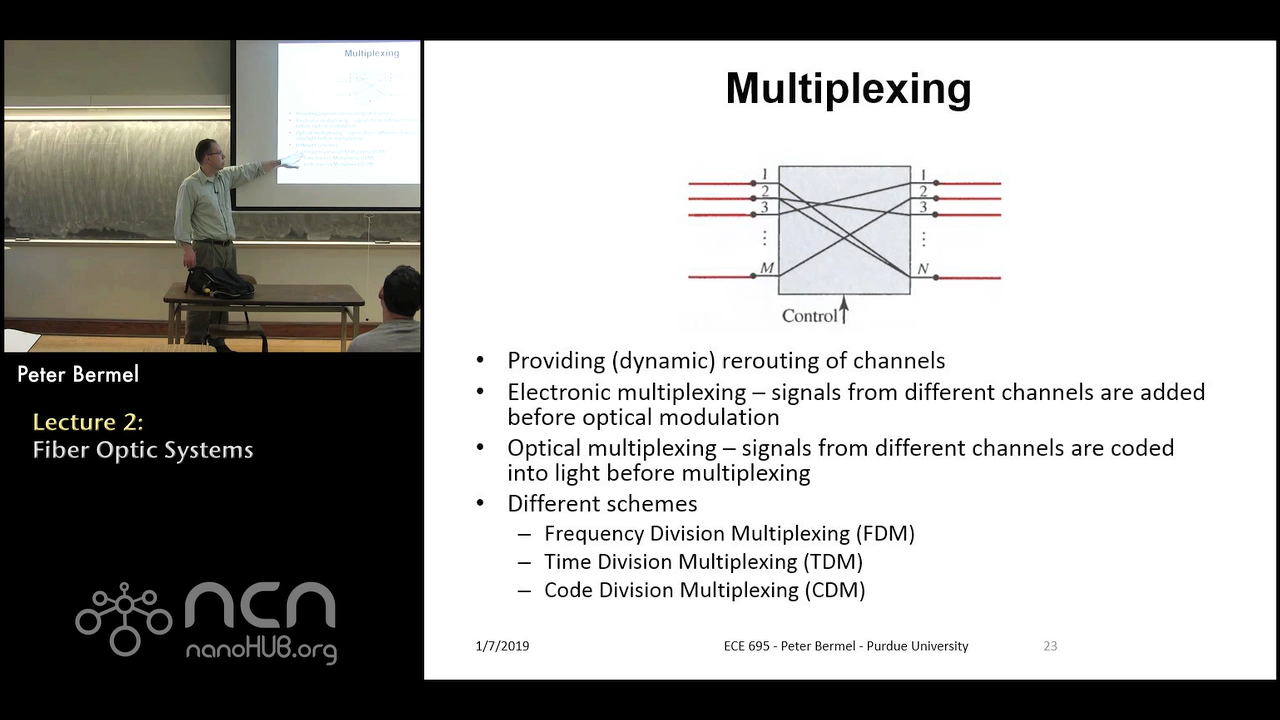 Multiplexing
Multiplexing
1
2
3
⋮
M
1
2
3
⋮
N
Control
• Providing (dynamic) rerouting of channels
• Electronic multiplexing – signals from different channels are added
before optical modulation
• Optical multiplexing – signals from different channels are coded
into light before multiplexing
• Different schemes
– Frequency Division Multiplexing (FDM)
– Time Division Multiplexing (TDM)
– Code Division Multiplexing (CDM)
1/7/2019
ECE 695 - Peter Bermel - Purdue University
23
Peter Bermel
Lecture 2:
Fiber Optic Systems
ncn
nanoHUB.org